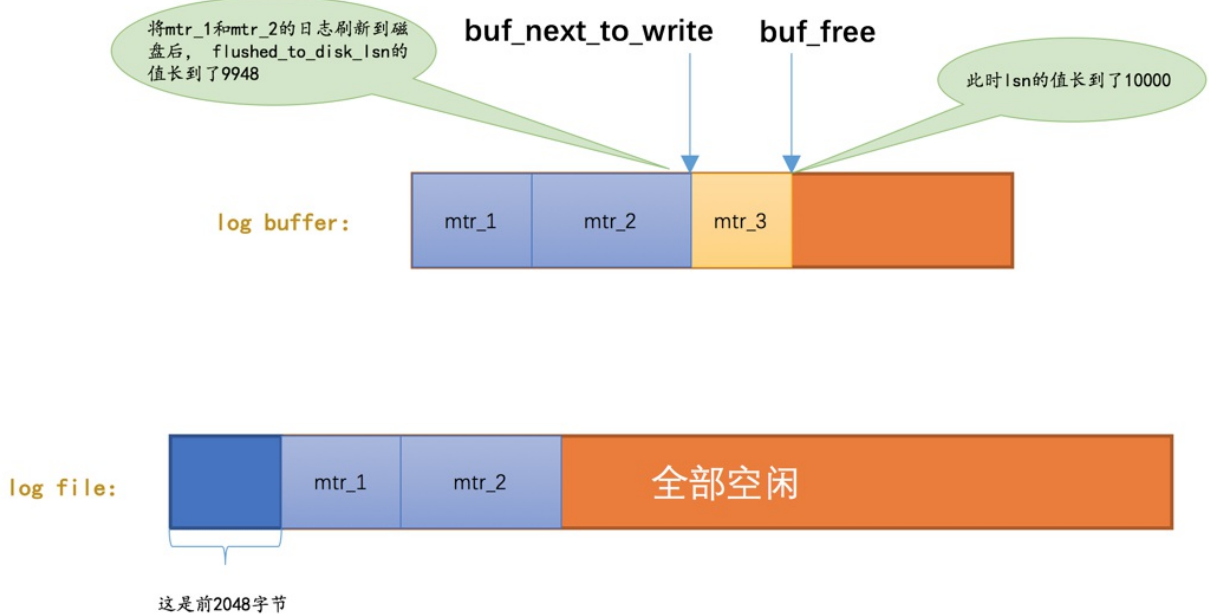 将mtr_1和mtr_2的日志刷新到磁
盘后， flushed_to_disk_lsn的
值长到了9948
buf_next_to_write
buf_free
此时lsn的值长到了10000
log buffer:
mtr_1
mtr_2
mtr_3
log file:
mtr_1
mtr_2
全部空闲
这是前2048字节